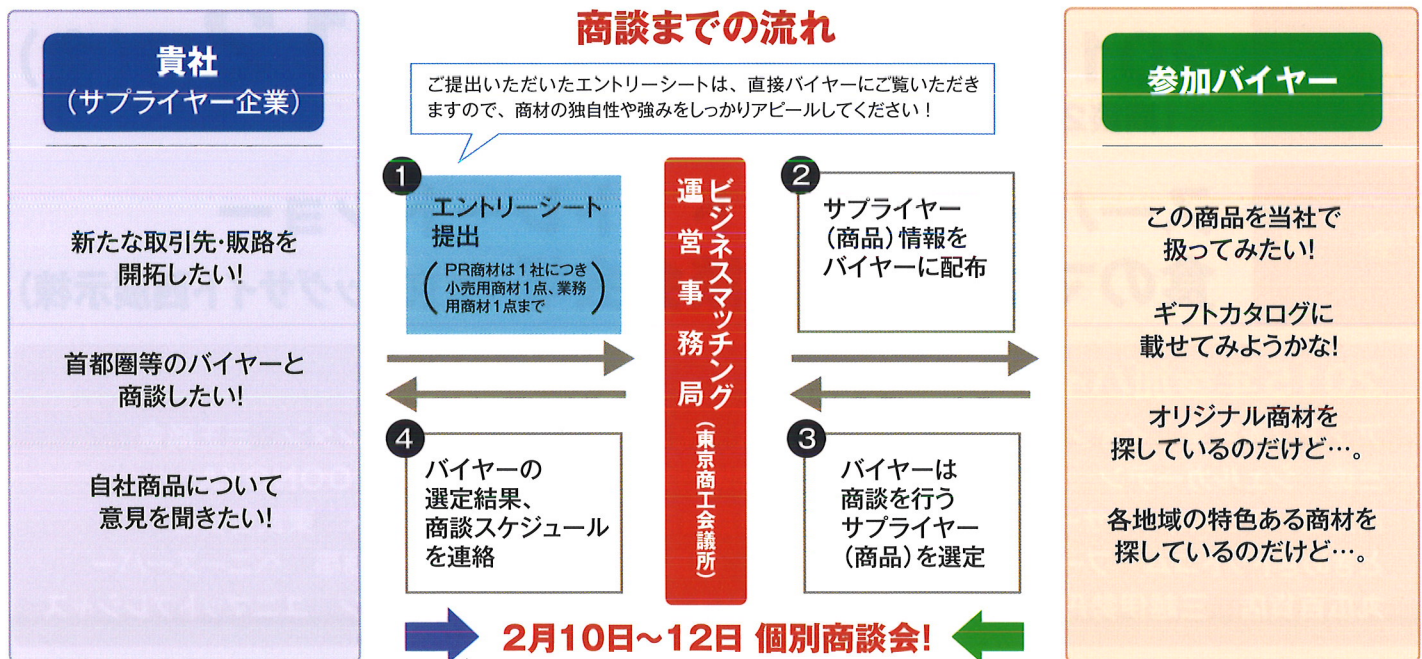 商談までの流れ
貴社
（サプライヤー企業）
新たな取引先・販路を
開拓したい！
首都圏等のバイヤーと
商談したい！
自社商品について
意見を聞きたい！
ご提出いただいたエントリーシートは、直接バイヤーにご覧いただき
ますので、商材の独自性や強みをしっかりアピールしてください！
1
エントリーシート
提出
（PR商材は１社につき
小売用商材１点、業務
用商材１点まで）
ビジネスマッチング
運営事務局
（東京商工会議所）
2
サプライヤー
（商品）情報を
バイヤーに配布
3
バイヤーは
商談を行う
サプライヤー
（商品）を選定
4
バイヤーの
選定結果、
商談スケジュール
を連絡
参加バイヤー
この商品を当社で
扱ってみたい！
ギフトカタログに
載せてみようかな！
オリジナル商材を
探しているのだけど…。
各地域の特色ある商材を
探しているのだけど…。
2月10日～12日 個別商談会！